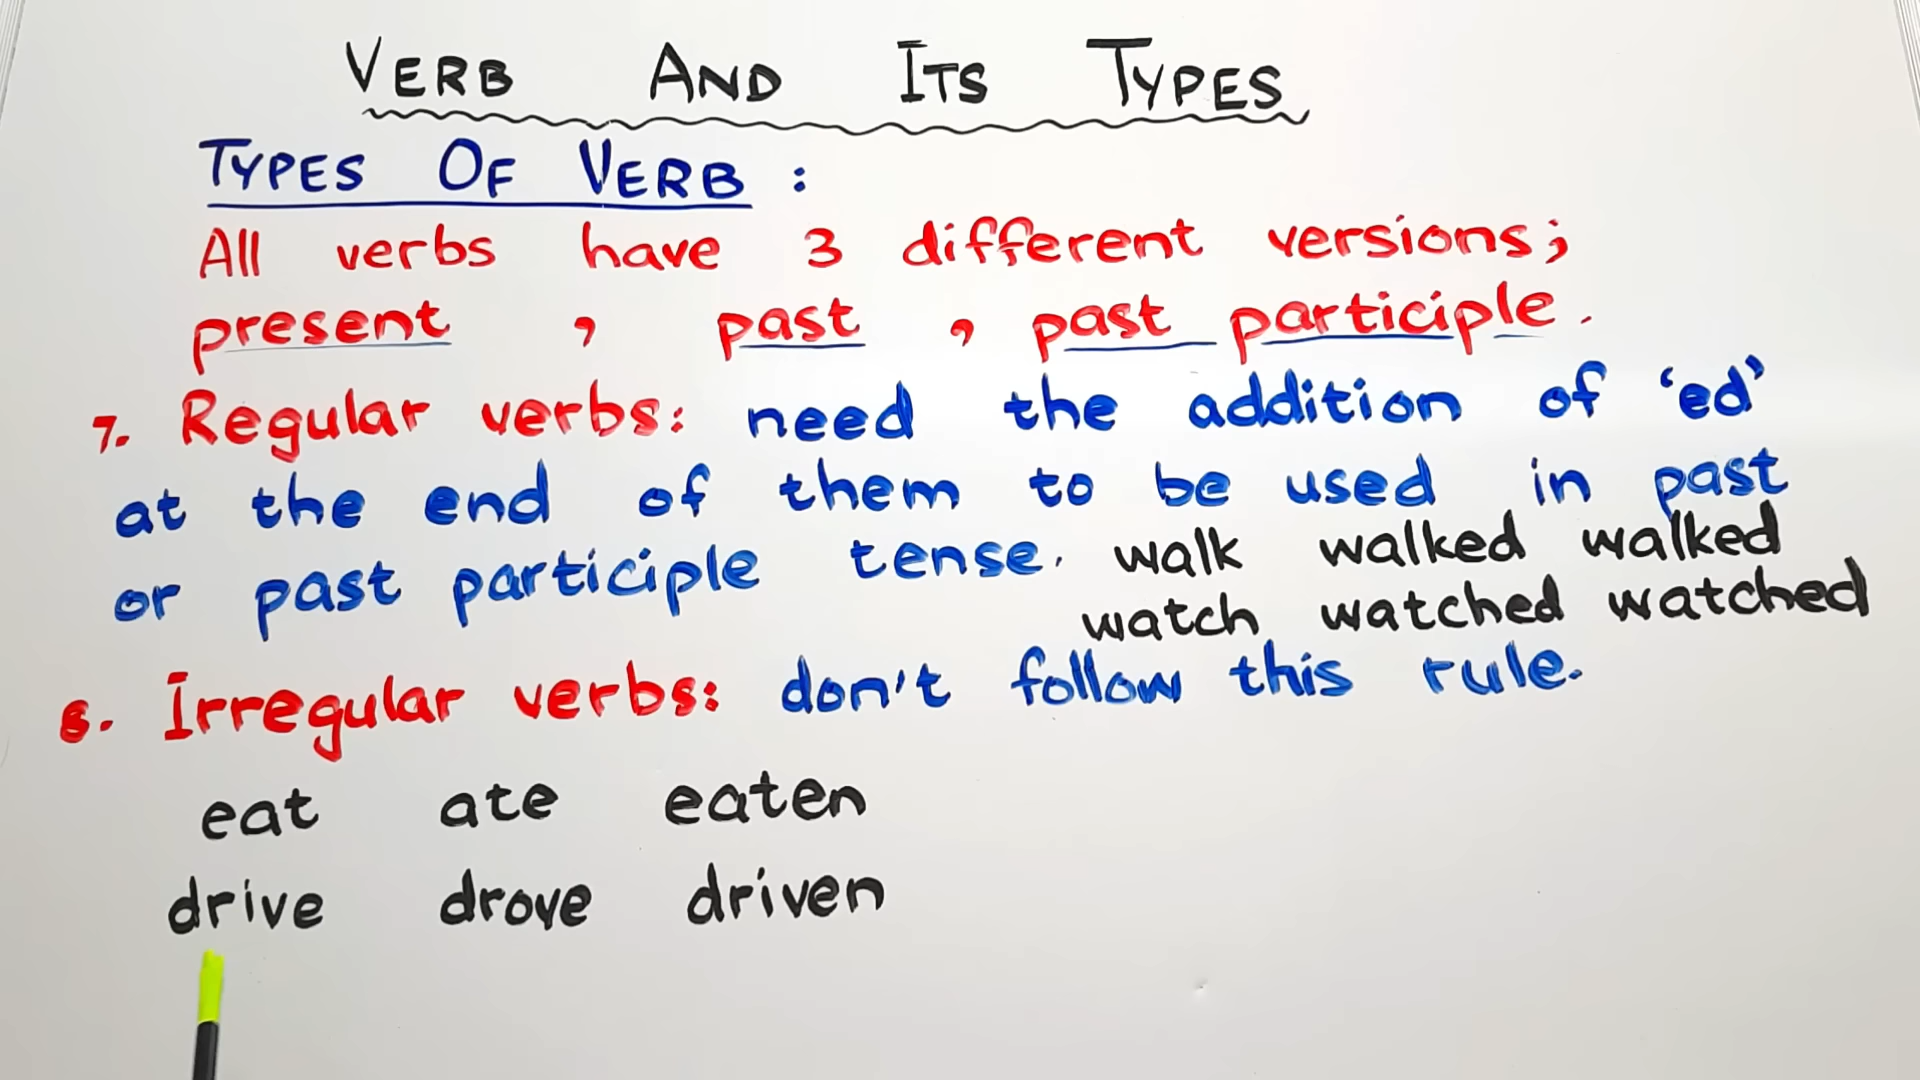 VERB AND ITS TYPES
TYPES OF VERB :
All verbs have 3 different versions;
present , past , past participle.
7. Regular verbs: need the addition of 'ed'
at the end of them to be used in past
or past participle tense. walk walked walked
watch watched watched
8. Irregular verbs: don't follow this rule.
eat ate eaten
drive drove driven